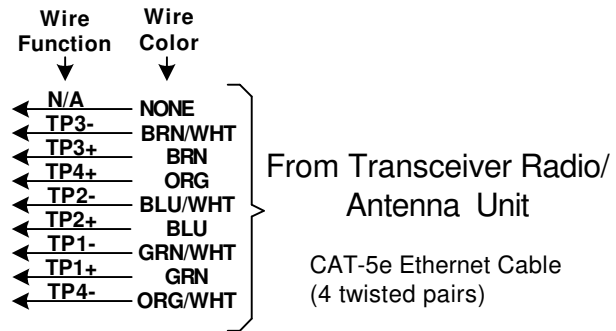 Wire Function
Wire Color
N/A NONE
TP3- BRN/WHT
TP3+ BRN
TP4+ ORG
TP2- BLU/WHT
TP2+ BLU
TP1- GRN/WHT
TP1+ GRN
TP4- ORG/WHT
From Transceiver Radio/
Antenna Unit
CAT-5e Ethernet Cable
(4 twisted pairs)